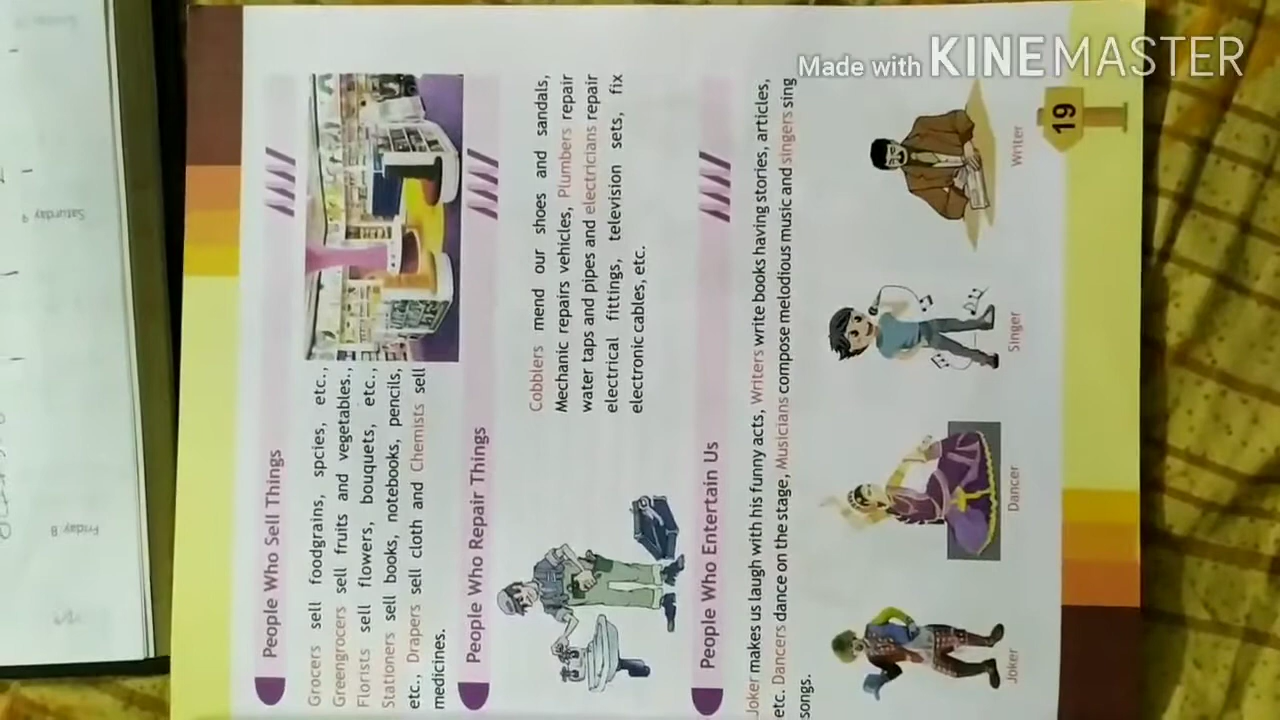 Made with KINEMASTER
People Who Sell Things
Grocers sell foodgrains, spcies, etc.,
Greengrocers sell fruits and vegetables.,
Florists sell flowers, bouquets, etc.,
Stationers sell books, notebooks, pencils,
etc., Drapers sell cloth and Chemists sell
medicines.
People Who Repair Things
Cobblers mend our shoes and sandals,
Mechanic repairs vehicles, Plumbers repair
water taps and pipes and electricians repair
electrical fittings, television sets, fix
electronic cables, etc.
People Who Entertain Us
Joker makes us laugh with his funny acts, Writers write books having stories, articles,
etc. Dancers dance on the stage, Musicians compose melodious music and singers sing
songs.
Joker
Dancer
Singer
Writer
19
Friday 8
Saturday 9